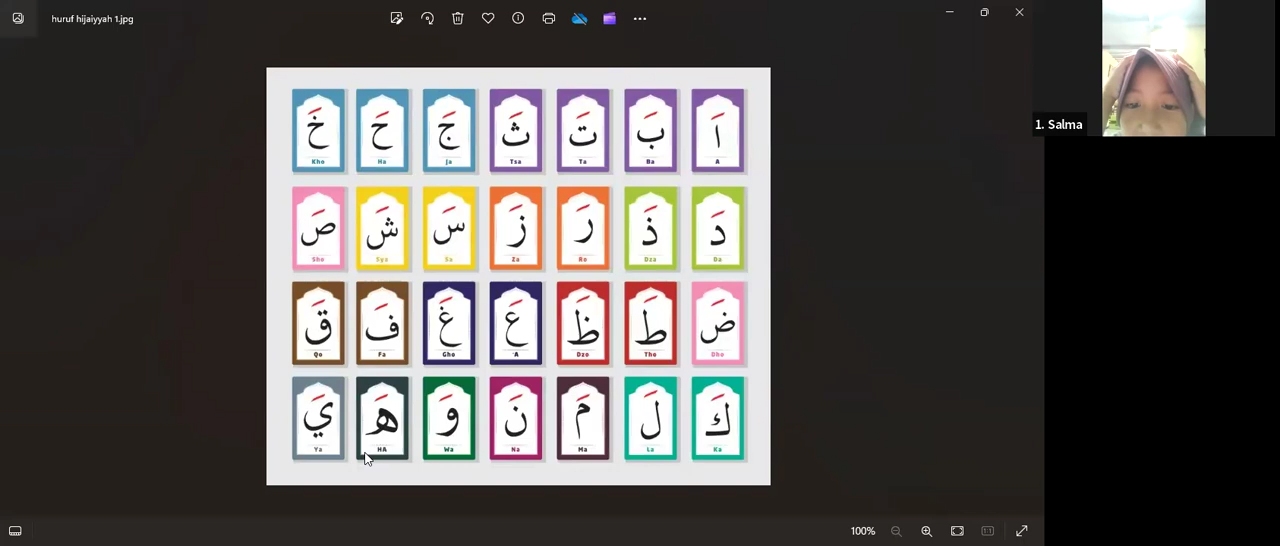 huruf hijaiyyah 1.jpg
1. Salma
اَ بَ تَ ثَ جَ حَ خَ
A Ba Ta Tsa Ja Ha Kho
دَ ذَ رَ زَ سَ شَ صَ
Da Dza Ro Za Sa Sya Sho
ضَ طَ ظَ عَ غَ فَ قَ
Dho Tho Dzo 'A Gho Fa Qo
كَ لَ مَ نَ وَ هَ يَ
Ka La Ma Na Wa HA Ya
100%